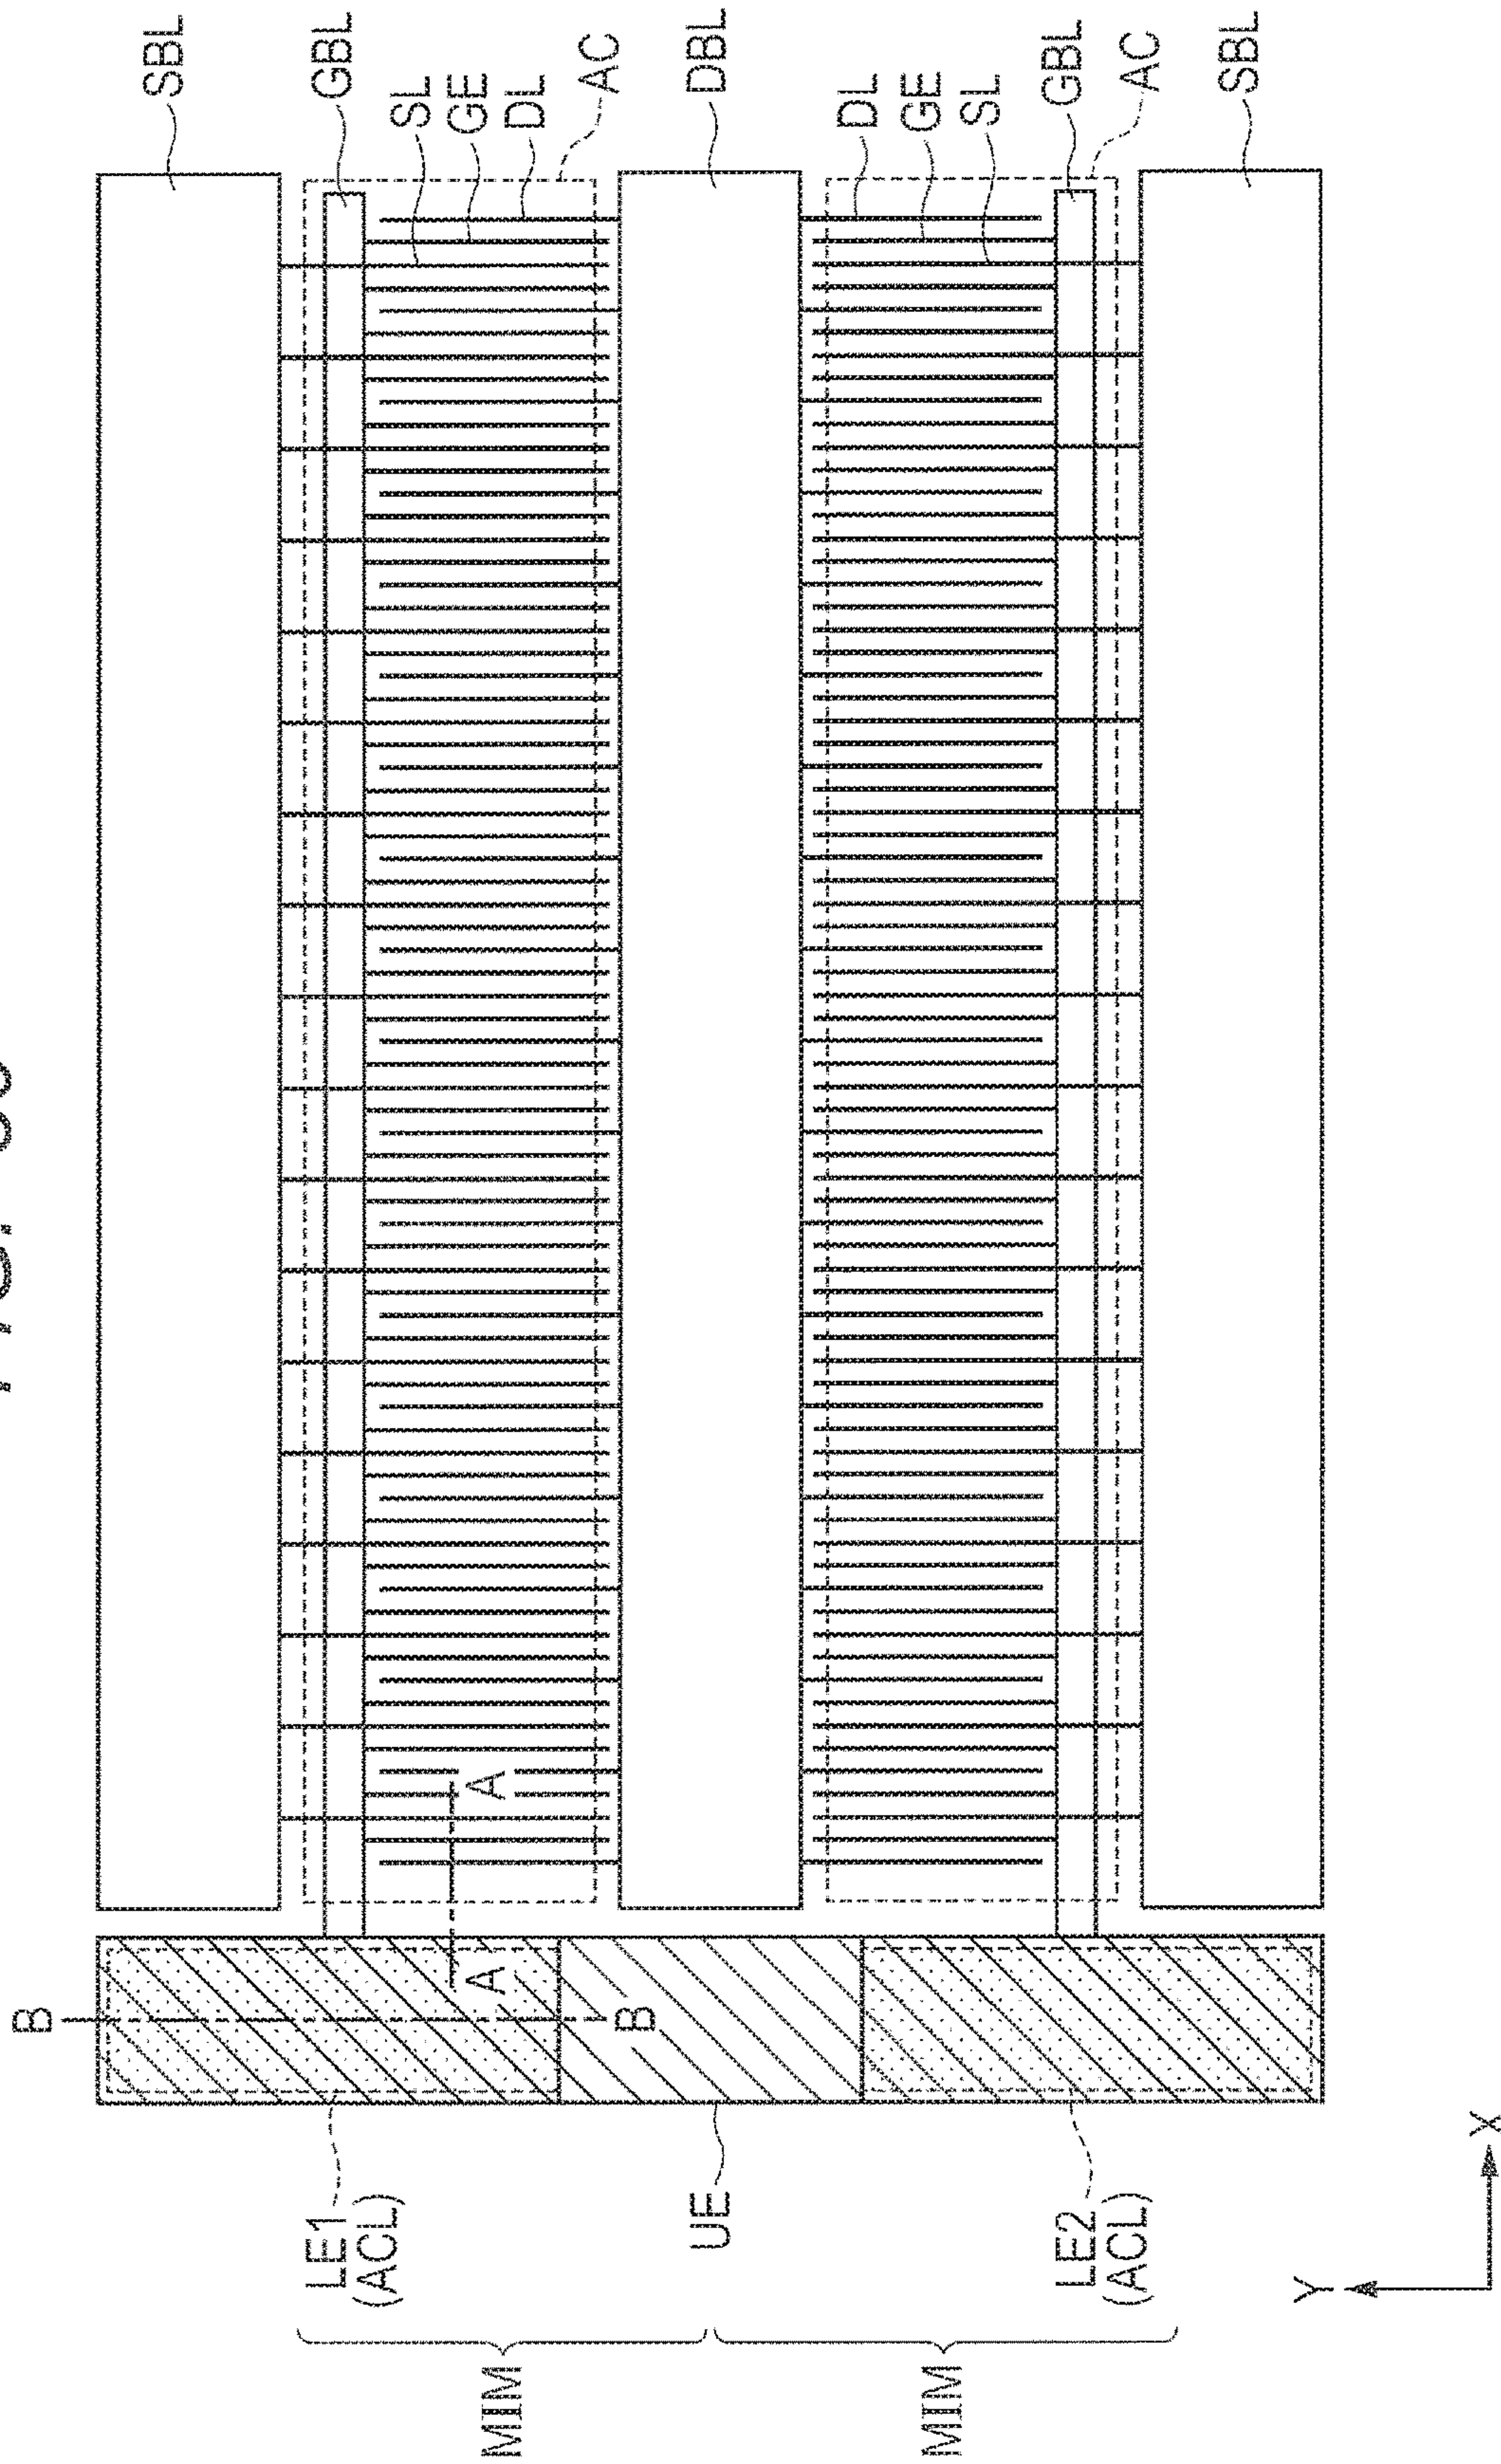 B
SBL
LE1
(ACL)
GBL
SL
GE
DL
AC
A
A
MIM
B
UE
DBL
DL
GE
SL
GBL
AC
LE2
(ACL)
MIM
SBL
Y
X